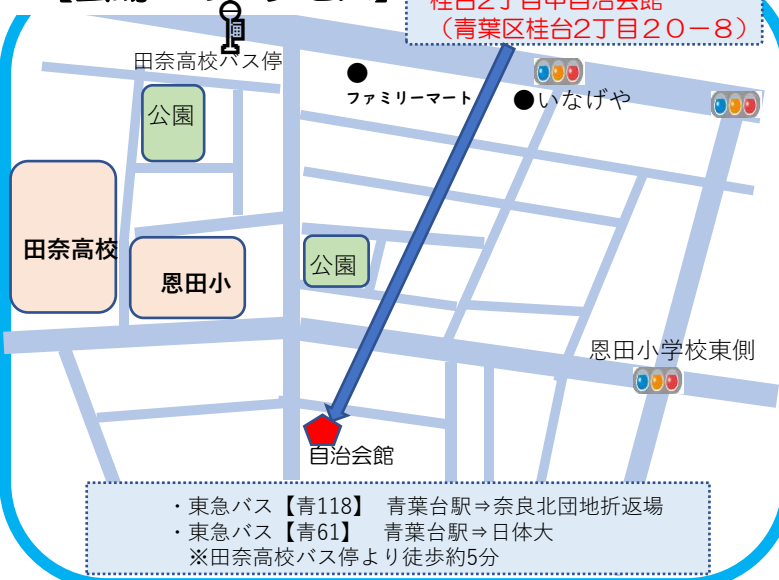 桂台2丁目中自治会館
（青葉区桂台2丁目２０－８）
田奈高校バス停
ファミリーマート
●いなげや
公園
田奈高校
恩田小
公園
恩田小学校東側
自治会館
・東急バス【青118】 青葉台駅⇒奈良北団地折返場
・東急バス【青61】 青葉台駅⇒日体大
※田奈高校バス停より徒歩約5分